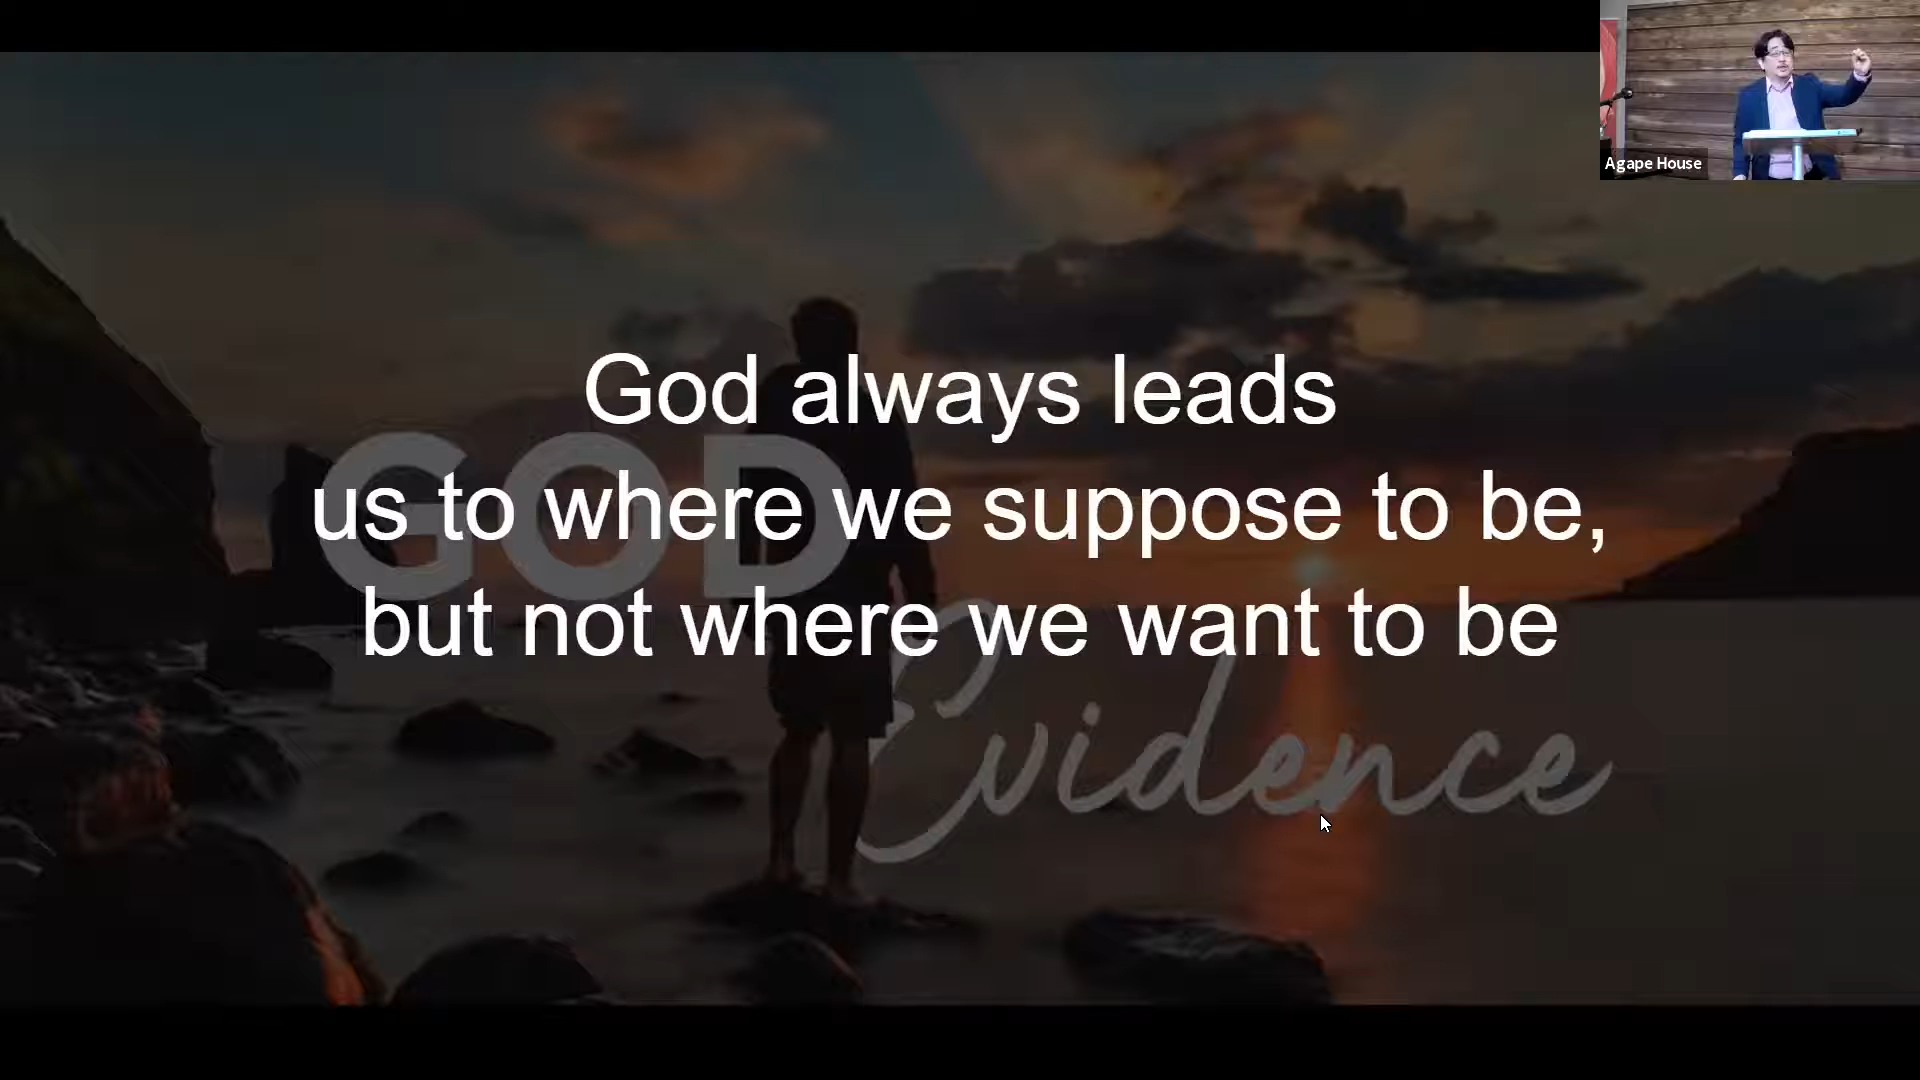 Agape House
God always leads
us to where we suppose to be,
but not where we want to be
GOD
Evidence